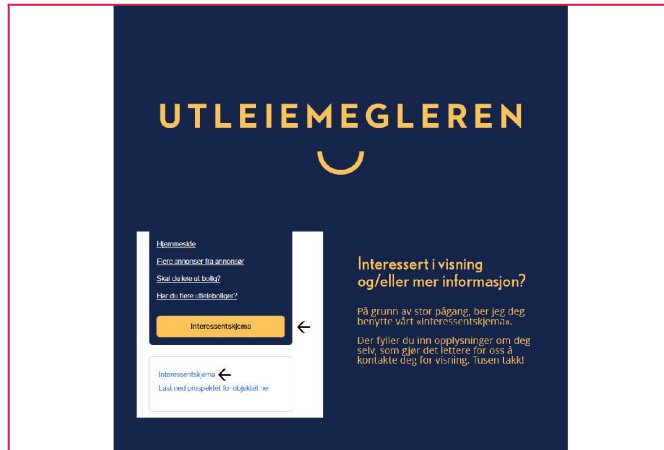 UTLEIEMEGLEREN
Hjemmeside
Flere annonser fra annonsør
Skal du leie ut bolig?
Har du flere utleieboliger?
Interessentskjema
Interessentskjema
Last ned prospektet for objektet her
Interessert i visning
og/eller mer informasjon?
På grunn av stor pågang, ber jeg deg
benytte vårt «Interessentskjema».
Der fyller du inn opplysninger om deg
selv, som gjør det lettere for oss å
kontakte deg for visning. Tusen takk!